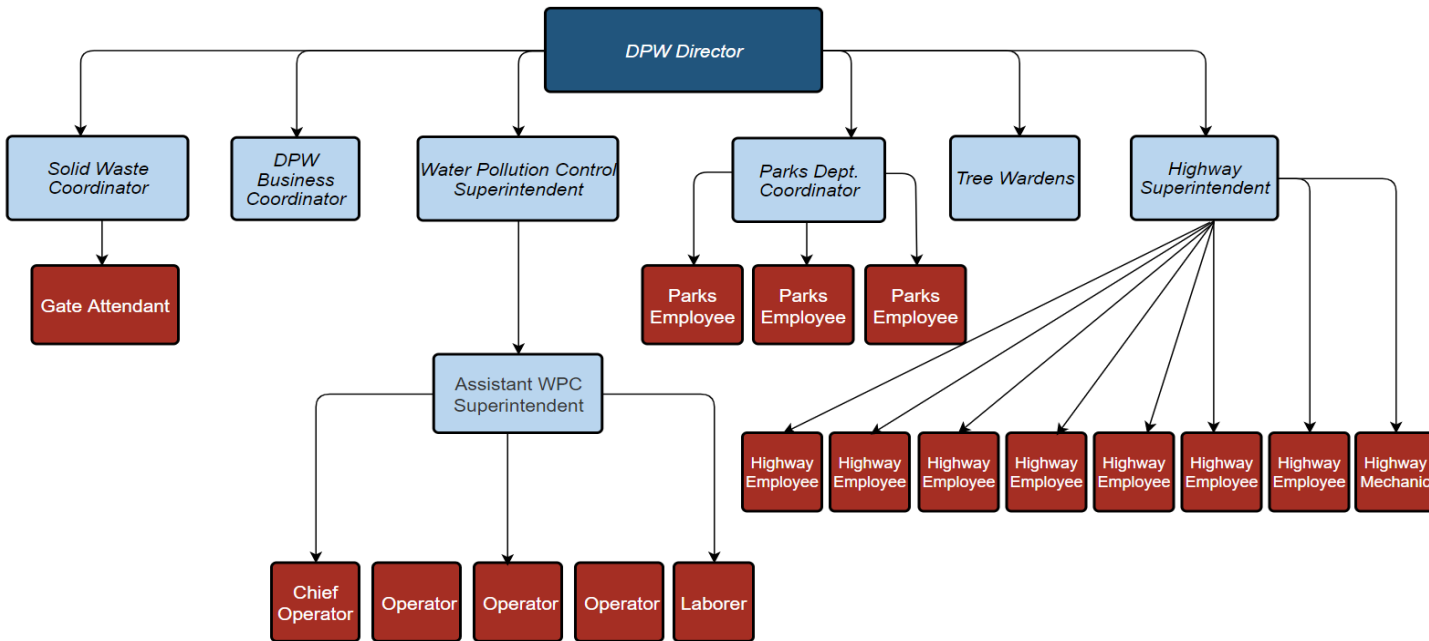 DPW Director
Solid Waste
Coordinator
DPW
Business
Coordinator
Water Pollution Control
Superintendent
Parks Dept.
Coordinator
Tree Wardens
Highway
Superintendent
Gate Attendant
Parks
Employee
Parks
Employee
Parks
Employee
Assistant WPC
Superintendent
Highway
Employee
Highway
Employee
Highway
Employee
Highway
Employee
Highway
Employee
Highway
Employee
Highway
Employee
Highway
Mechanic
Chief
Operator
Operator
Operator
Operator
Laborer